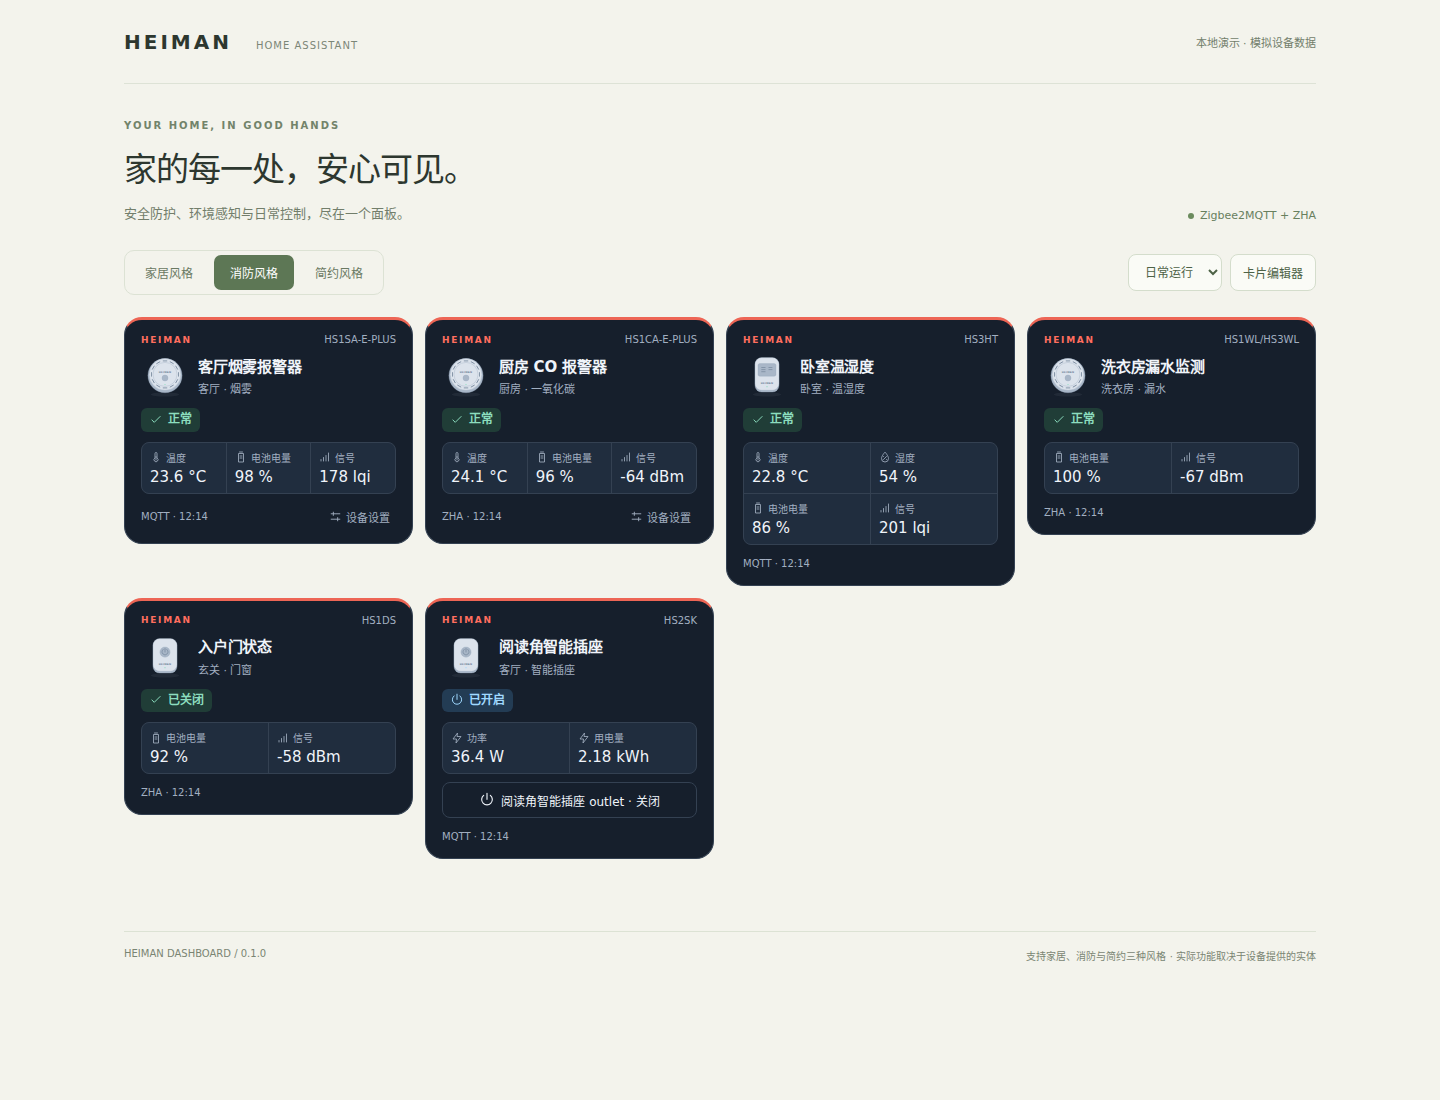 HEIMAN HOME ASSISTANT
本地演示 · 模拟设备数据
YOUR HOME, IN GOOD HANDS
家的每一处，安心可见。
安全防护、环境感知与日常控制，尽在一个面板。
Zigbee2MQTT + ZHA
家居风格 消防风格 简约风格
日常运行 卡片编辑器
HEIMAN HS1SA-E-PLUS
客厅烟雾报警器
客厅 · 烟雾
正常
温度 电池电量 信号
23.6 °C 98 % 178 lqi
MQTT · 12:14 设备设置
HEIMAN HS1CA-E-PLUS
厨房 CO 报警器
厨房 · 一氧化碳
正常
温度 电池电量 信号
24.1 °C 96 % -64 dBm
ZHA · 12:14 设备设置
HEIMAN HS3HT
卧室温湿度
卧室 · 温湿度
正常
温度 湿度
22.8 °C 54 %
电池电量 信号
86 % 201 lqi
MQTT · 12:14
HEIMAN HS1WL/HS3WL
洗衣房漏水监测
洗衣房 · 漏水
正常
电池电量 信号
100 % -67 dBm
ZHA · 12:14
HEIMAN HS1DS
入户门状态
玄关 · 门窗
已关闭
电池电量 信号
92 % -58 dBm
ZHA · 12:14
HEIMAN HS2SK
阅读角智能插座
客厅 · 智能插座
已开启
功率 用电量
36.4 W 2.18 kWh
阅读角智能插座 outlet · 关闭
MQTT · 12:14
HEIMAN DASHBOARD / 0.1.0
支持家居、消防与简约三种风格 · 实际功能取决于设备提供的实体